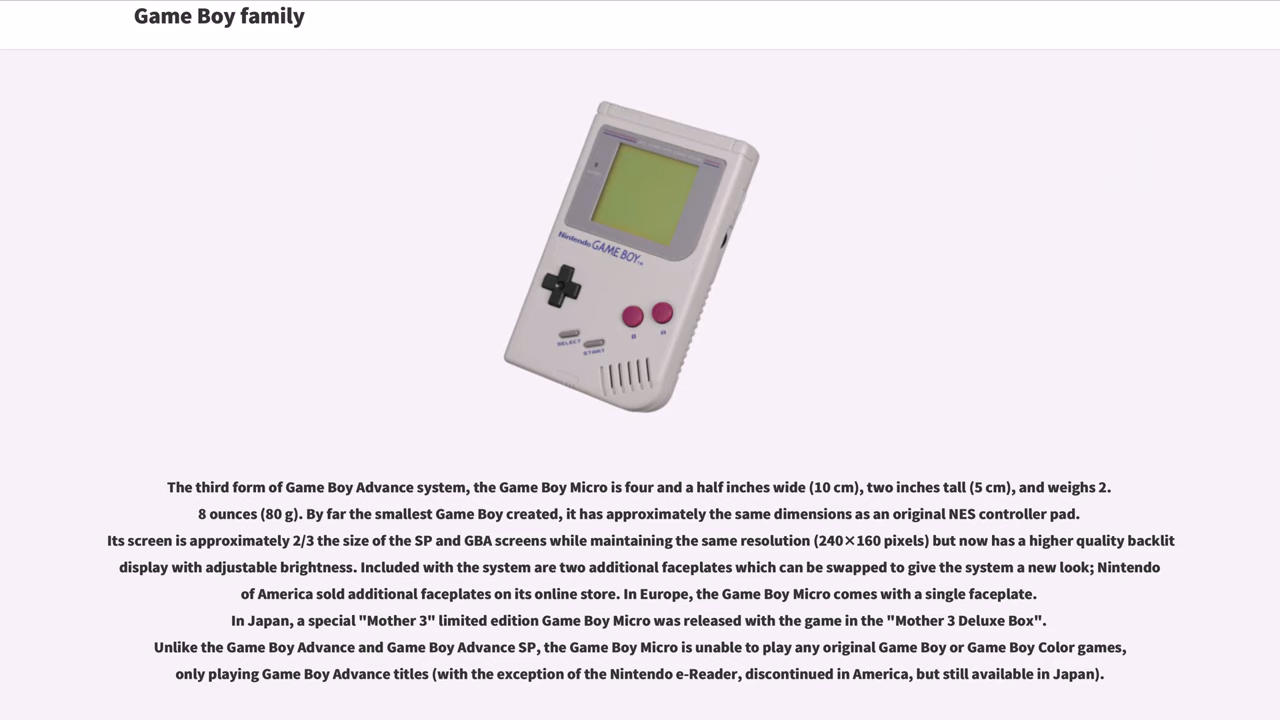 Game Boy family
Nintendo GAME BOY™
B
A
SELECT
START
The third form of Game Boy Advance system, the Game Boy Micro is four and a half inches wide (10 cm), two inches tall (5 cm), and weighs 2.
8 ounces (80 g). By far the smallest Game Boy created, it has approximately the same dimensions as an original NES controller pad.
Its screen is approximately 2/3 the size of the SP and GBA screens while maintaining the same resolution (240×160 pixels) but now has a higher quality backlit
display with adjustable brightness. Included with the system are two additional faceplates which can be swapped to give the system a new look; Nintendo
of America sold additional faceplates on its online store. In Europe, the Game Boy Micro comes with a single faceplate.
In Japan, a special "Mother 3" limited edition Game Boy Micro was released with the game in the "Mother 3 Deluxe Box".
Unlike the Game Boy Advance and Game Boy Advance SP, the Game Boy Micro is unable to play any original Game Boy or Game Boy Color games,
only playing Game Boy Advance titles (with the exception of the Nintendo e-Reader, discontinued in America, but still available in Japan).